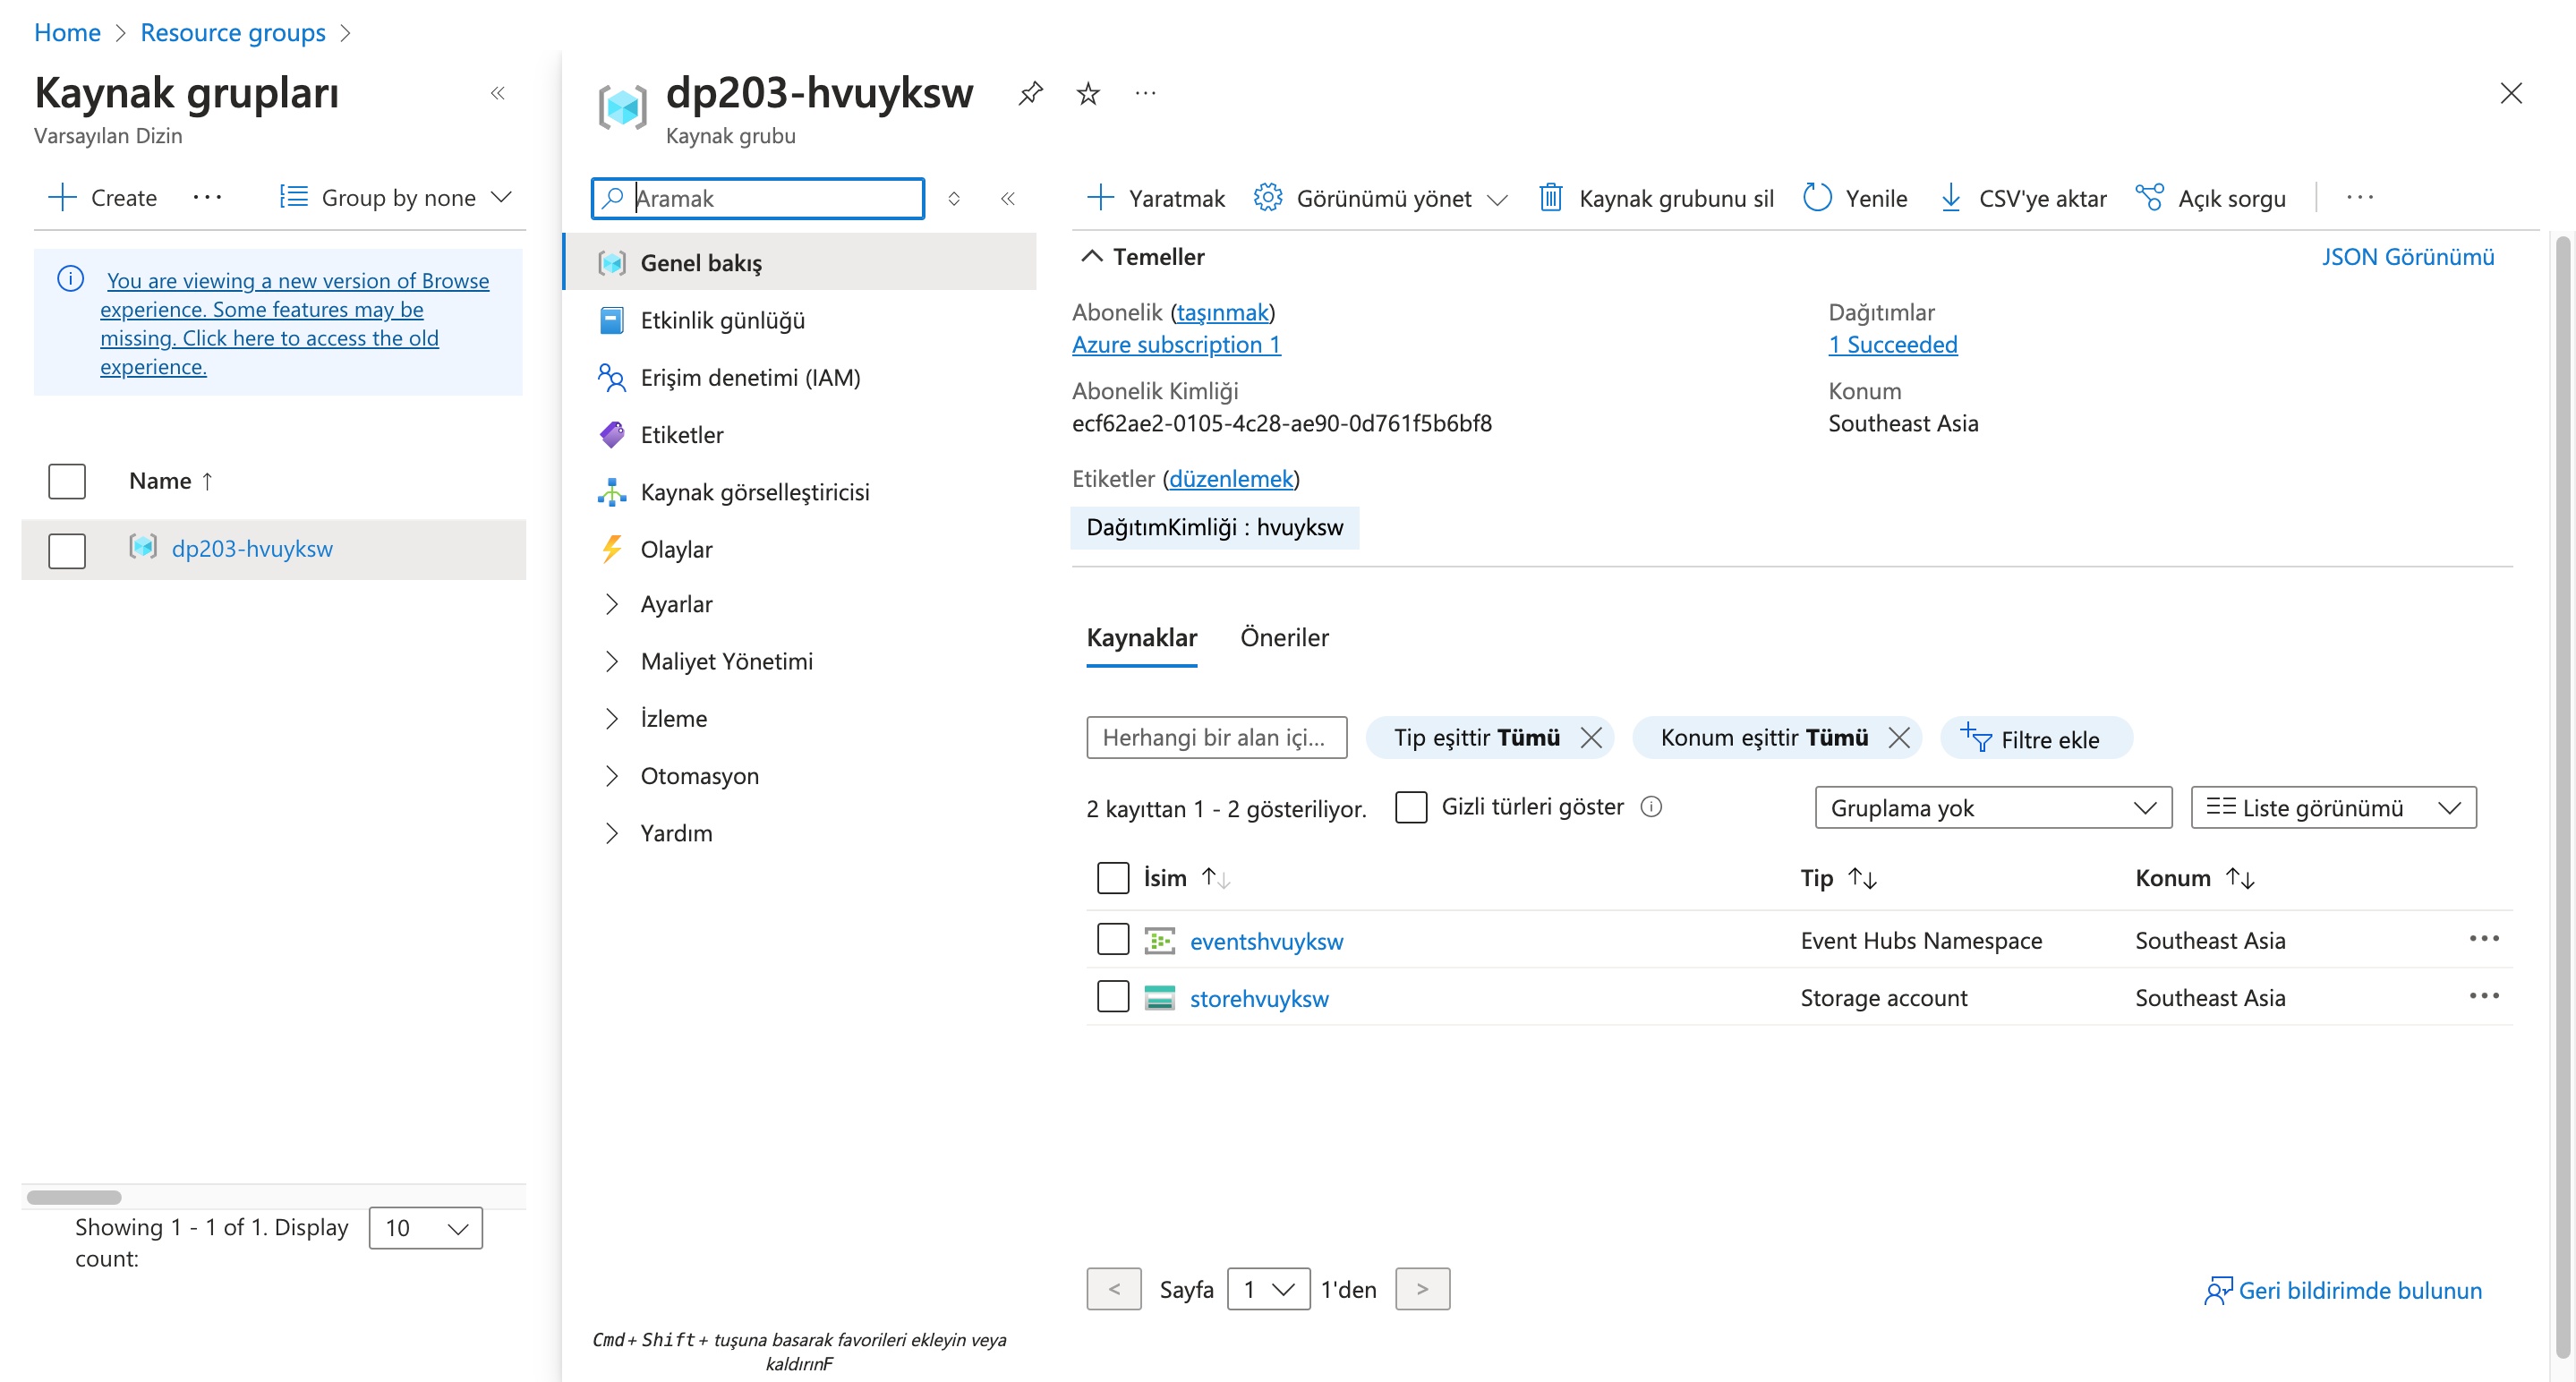 Home > Resource groups >
Kaynak grupları
Varsayılan Dizin
Create
Group by none
You are viewing a new version of Browse
experience. Some features may be
missing. Click here to access the old
experience.
Name ↑
dp203-hvuyksw
Showing 1 - 1 of 1. Display
count:
10
dp203-hvuyksw
Kaynak grubu
Aramak
Genel bakış
Etkinlik günlüğü
Erişim denetimi (IAM)
Etiketler
Kaynak görselleştiricisi
Olaylar
Ayarlar
Maliyet Yönetimi
İzleme
Otomasyon
Yardım
Cmd+ Shift+ tuşuna basarak favorileri ekleyin veya
kaldırınF
Yaratmak
Görünümü yönet
Kaynak grubunu sil
Yenile
CSV'ye aktar
Açık sorgu
Temeller
JSON Görünümü
Abonelik (taşınmak)
Azure subscription 1
Abonelik Kimliği
ecf62ae2-0105-4c28-ae90-0d761f5b6bf8
Dağıtımlar
1 Succeeded
Konum
Southeast Asia
Etiketler (düzenlemek)
DağıtımKimliği : hvuyksw
Kaynaklar
Öneriler
Herhangi bir alan içi...
Tip eşittir Tümü
Konum eşittir Tümü
Filtre ekle
2 kayıttan 1 - 2 gösteriliyor.
Gizli türleri göster
Gruplama yok
Liste görünümü
İsim ↑↓
Tip ↑↓
Konum ↑↓
eventshvuyksw
Event Hubs Namespace
Southeast Asia
storehvuyksw
Storage account
Southeast Asia
< Sayfa 1 1'den >
Geri bildirimde bulunun